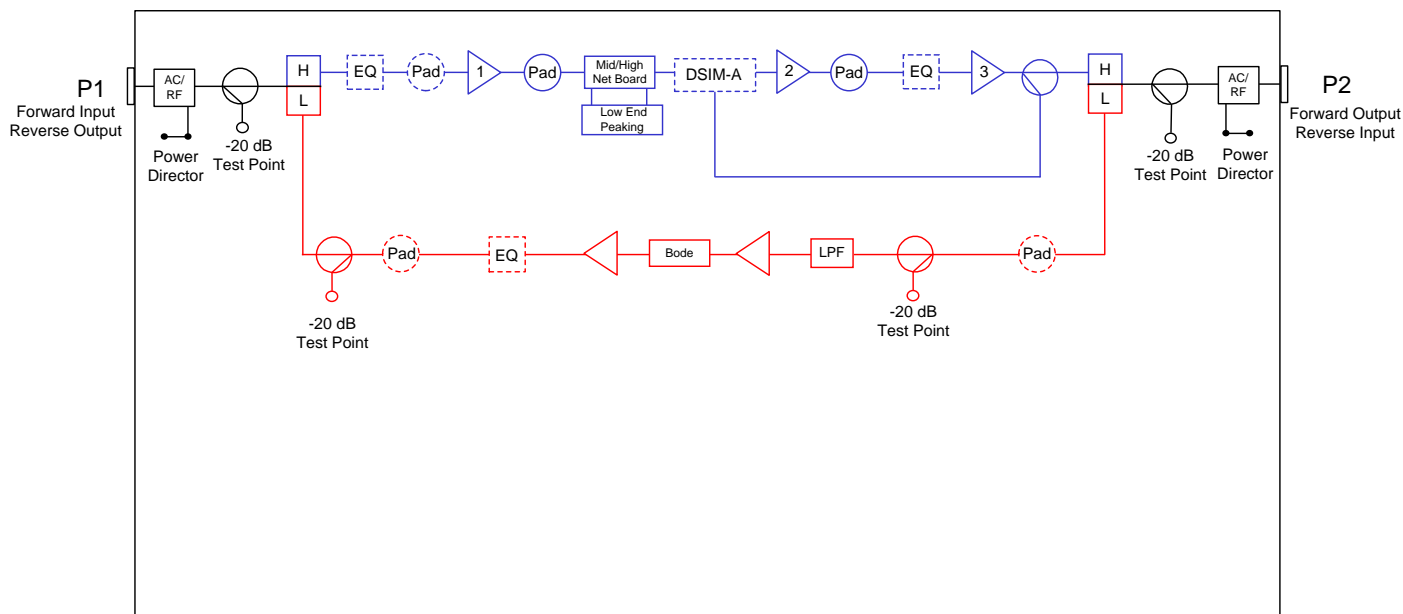 P1
Forward Input
Reverse Output
AC/
RF
Power
Director
-20 dB
Test Point
H
L
EQ
Pad
1
Pad
Mid/High
Net Board
Low End
Peaking
DSIM-A
2
Pad
EQ
3
H
L
-20 dB
Test Point
AC/
RF
Power
Director
P2
Forward Output
Reverse Input
-20 dB
Test Point
Pad
EQ
Bode
LPF
-20 dB
Test Point
Pad